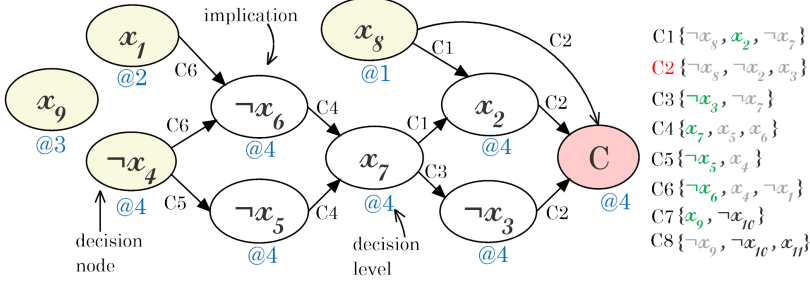 implication
x₁
x₈
C1
C2
@2
@1
C6
x₉
@3
¬x₆
@4
C4
x₂
@4
C2
C6
C1
¬x₄
@4
x₇
@4
C
@4
C5
C3
¬x₅
@4
C4
¬x₃
@4
C2
decision
node
decision
level
C1{¬x₈, x₂, ¬x₇}
C2{¬x₈, ¬x₂, x₃}
C3{¬x₃, ¬x₇}
C4{x₇, x₅, x₆}
C5{¬x₅, x₄}
C6{¬x₆, x₄, ¬x₁}
C7{x₉, ¬x₁₀}
C8{¬x₉, ¬x₁₀, x₁₁}